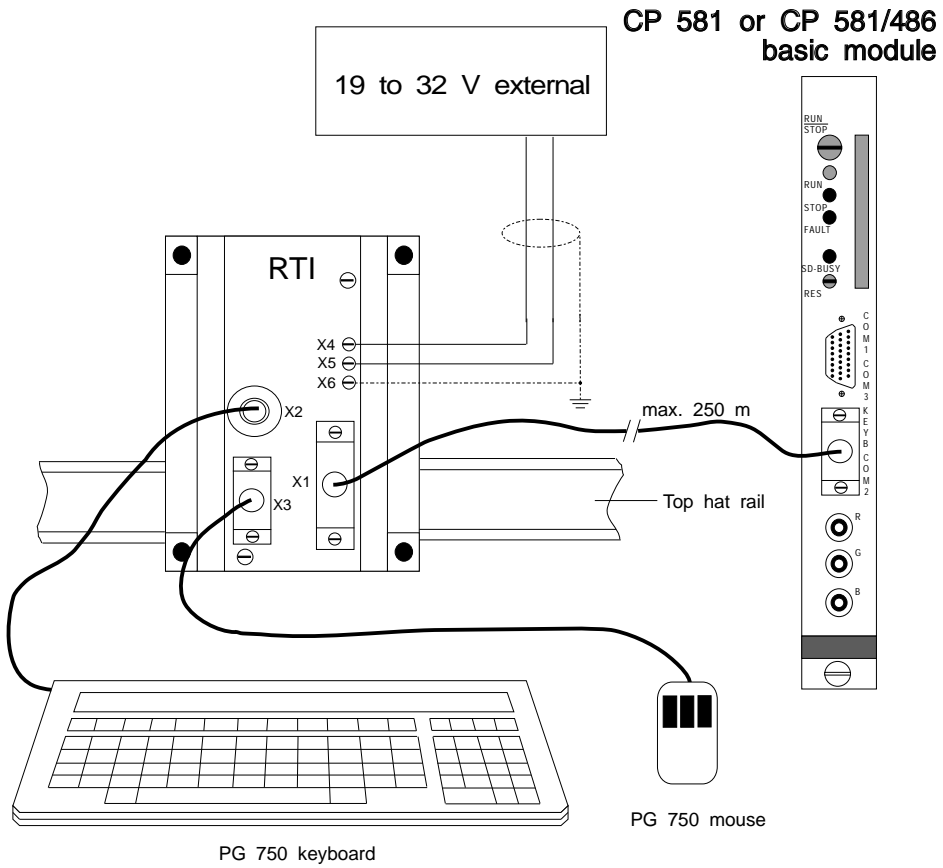 CP 581 or CP 581/486
basic module
19 to 32 V external
RUN
STOP
RUN
STOP
FAULT
SD-BUSY
RES
RTI
X4
X5
X6
X2
X1
X3
COM1 COM3
KEYB COM2
max. 250 m
Top hat rail
R
G
B
PG 750 mouse
PG 750 keyboard